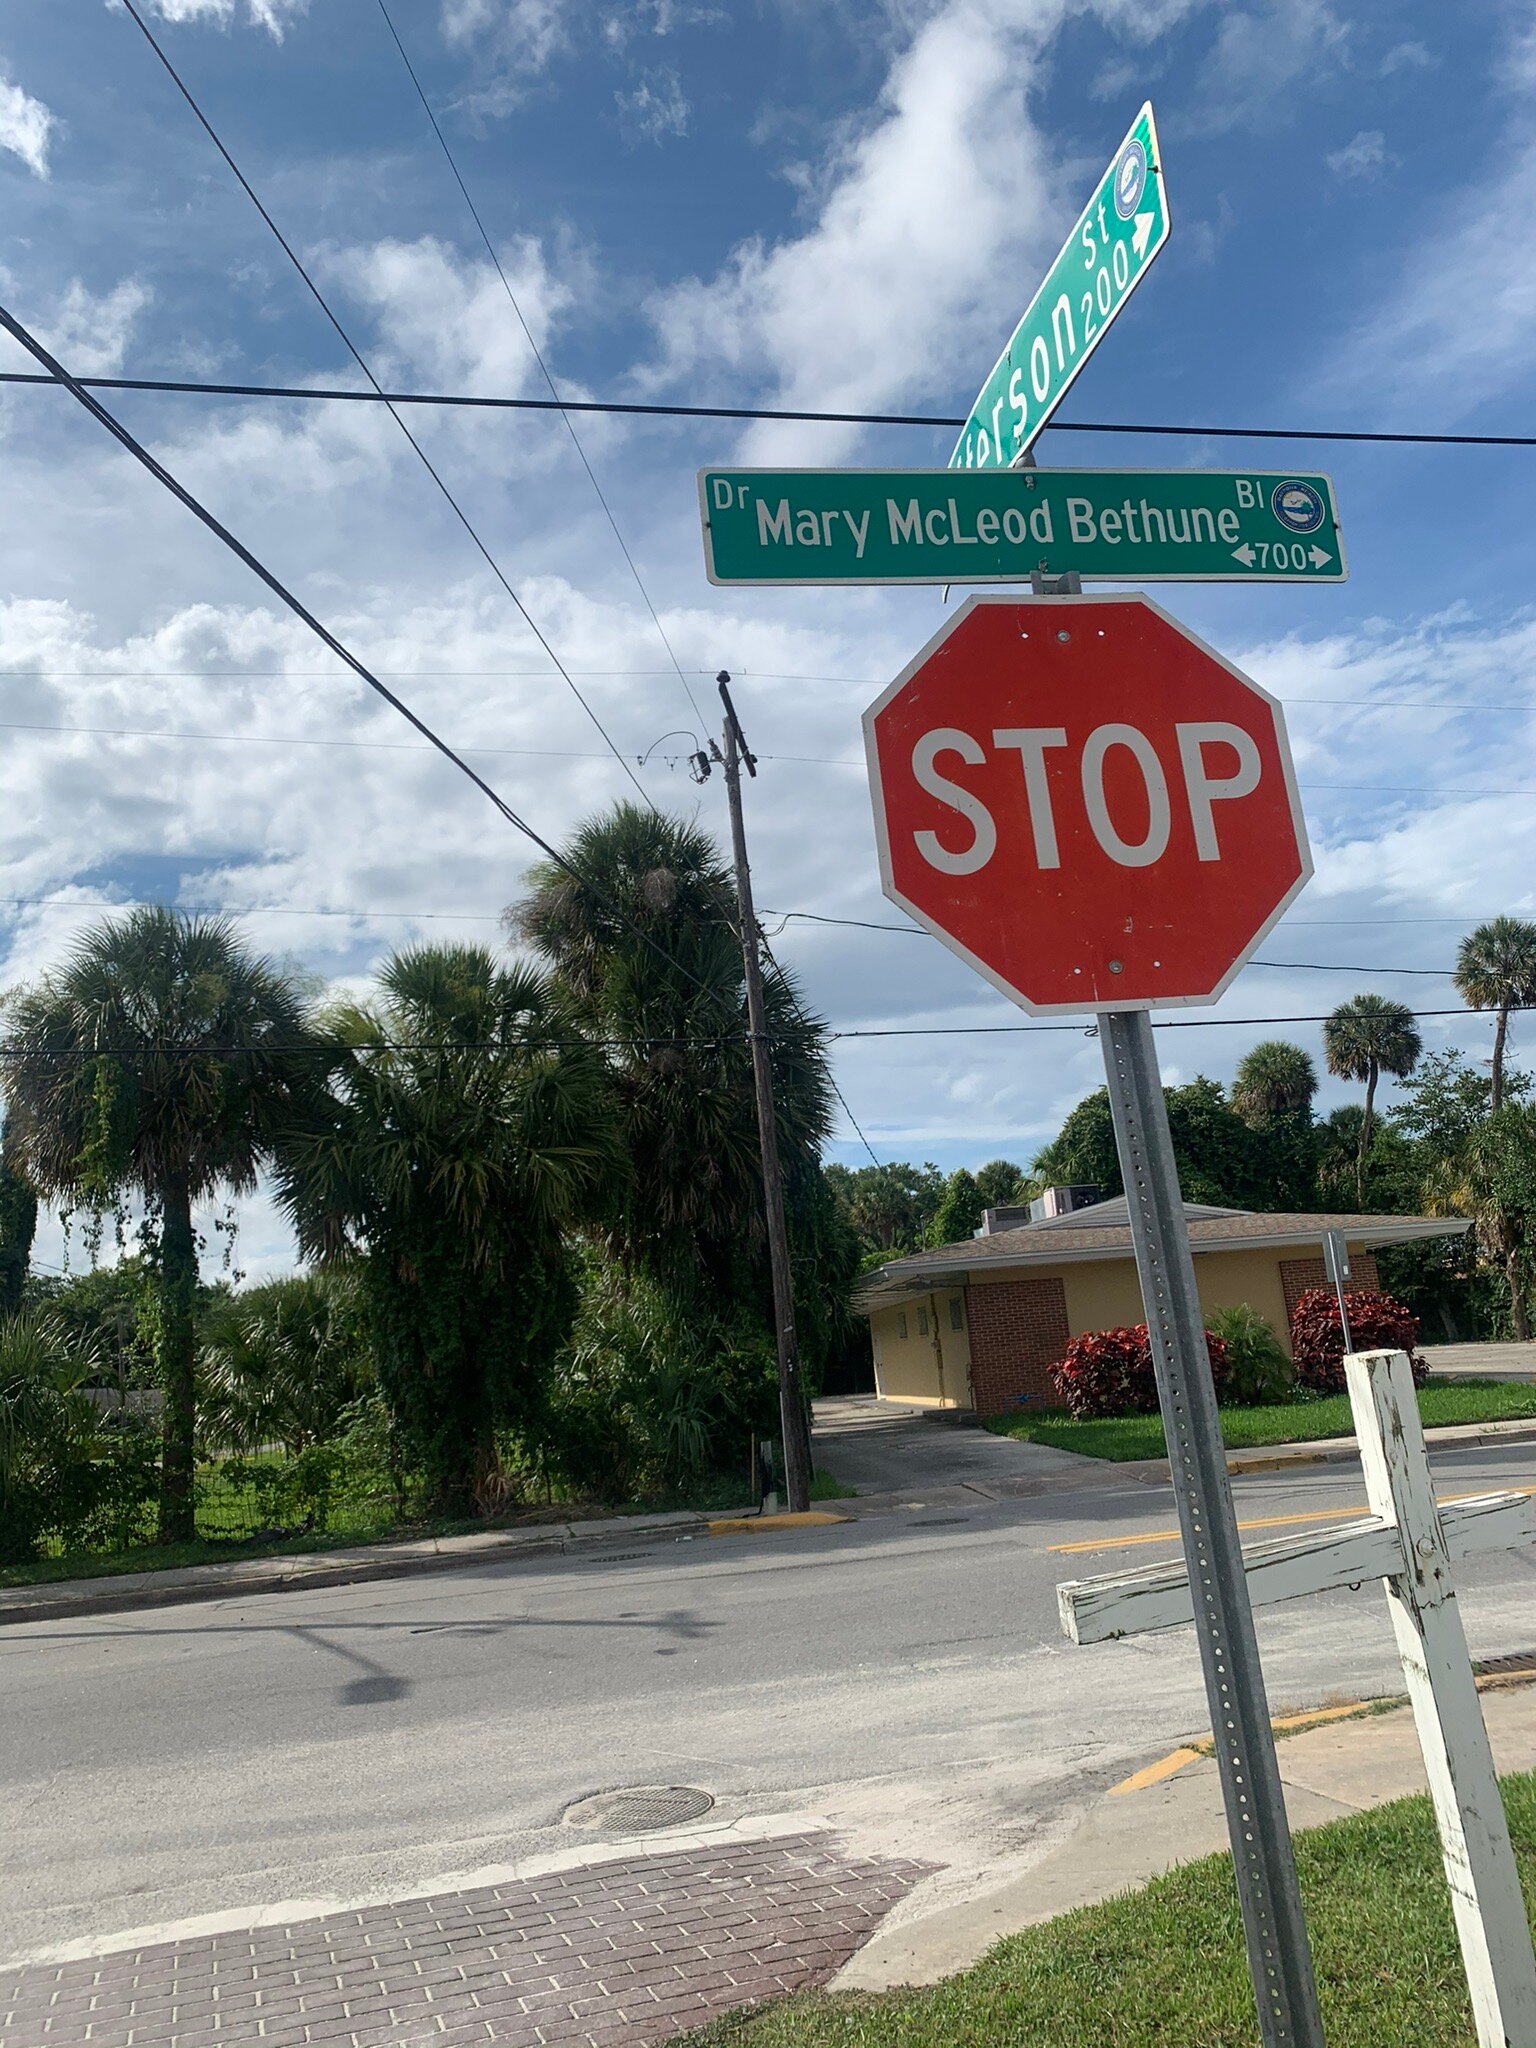 St
200
Dr Mary McLeod Bethune Bl
700
STOP